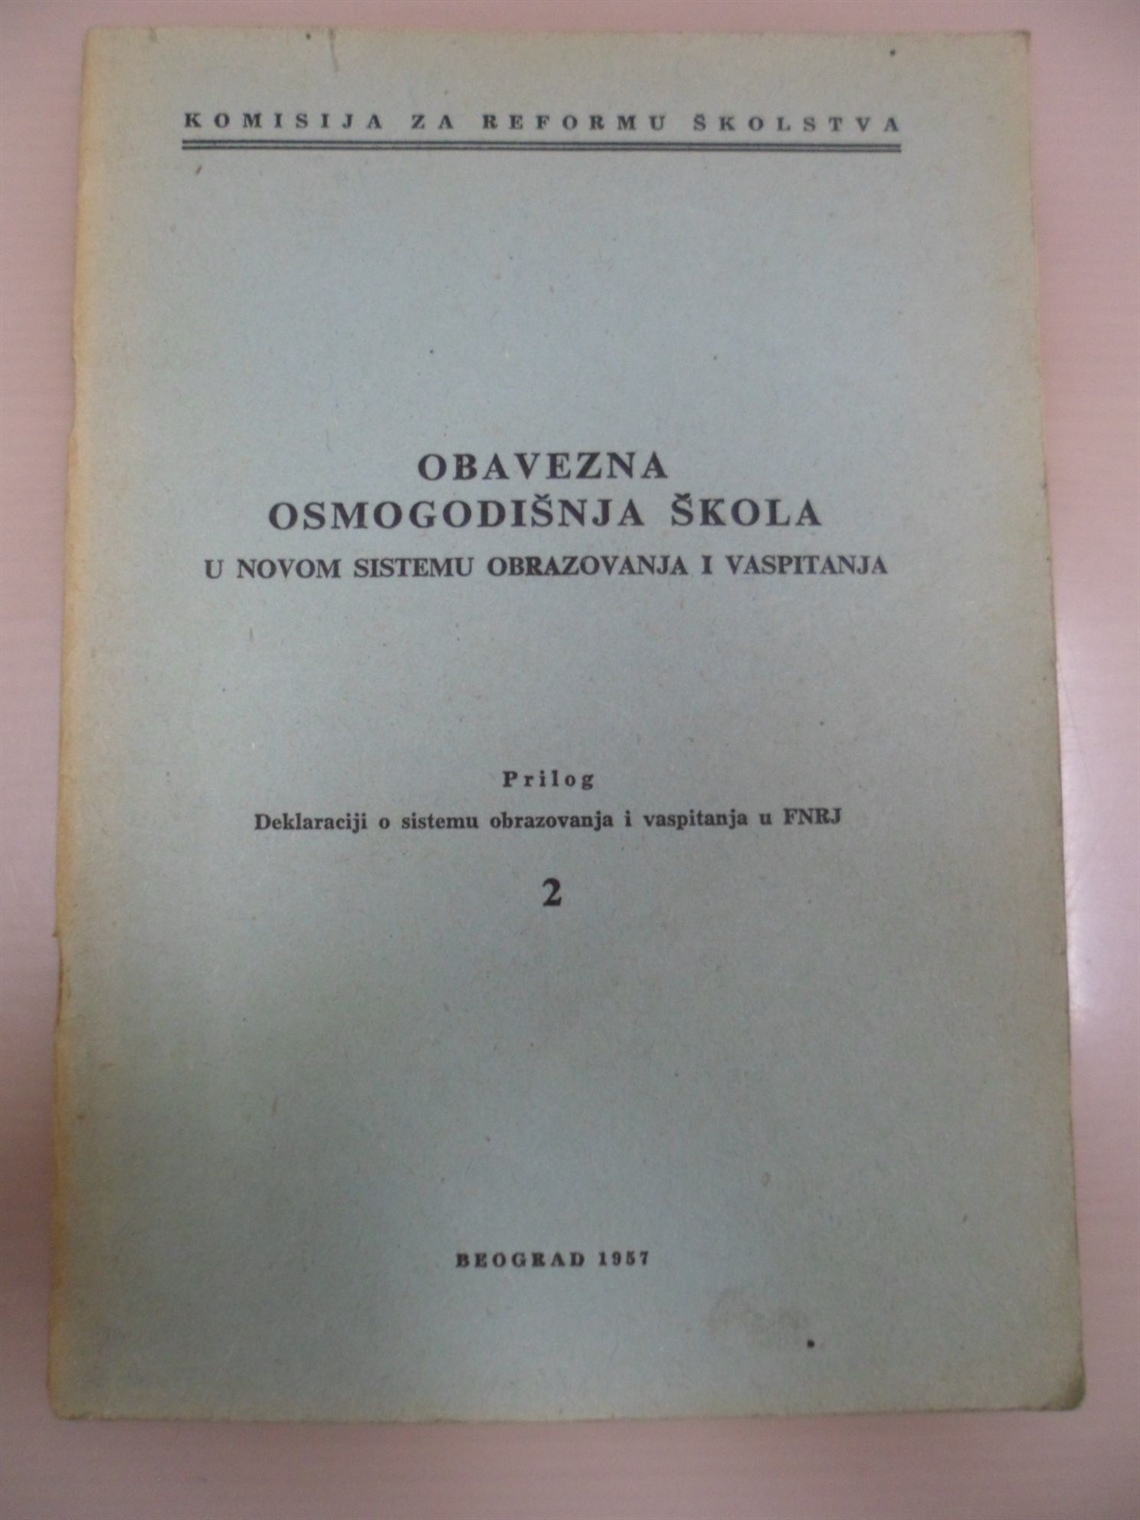 KOMISIJA ZA REFORMU ŠKOLSTVA
OBAVEZNA
OSMOGODIŠNJA ŠKOLA
U NOVOM SISTEMU OBRAZOVANJA I VASPITANJA
Prilog
Deklaraciji o sistemu obrazovanja i vaspitanja u FNRJ
2
BEOGRAD 1957